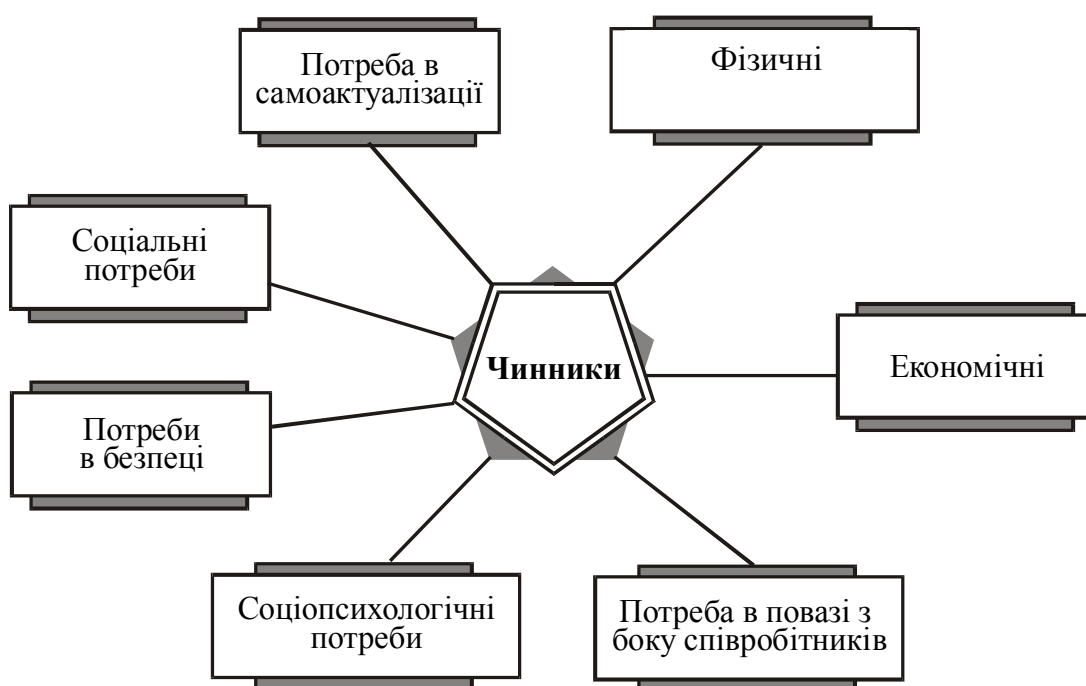 Потреба в
самоактуалізації
Фізичні
Соціальні
потреби
Чинники
Економічні
Потреби
в безпеці
Соціопсихологічні
потреби
Потреба в повазі з
боку співробітників